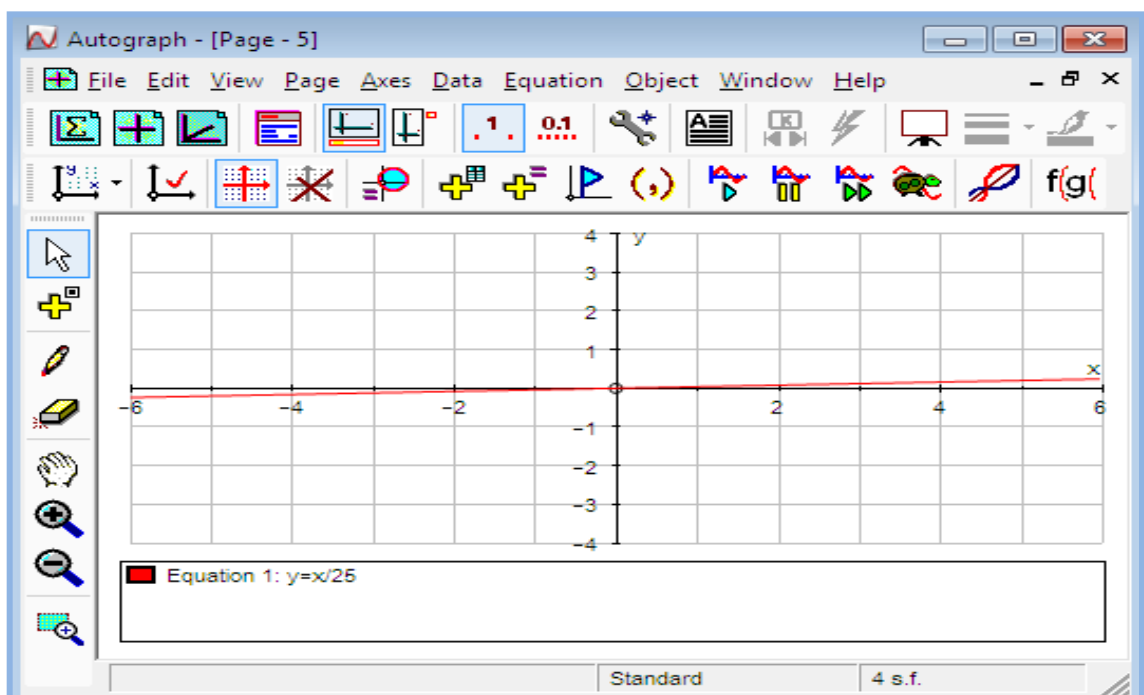 Autograph - [Page - 5]
File Edit View Page Axes Data Equation Object Window Help
Σ .1. 0.1 A K
y x (,) f(g(
4 y
3
2
1
x
-6 -4 -2 2 4 6
-1
-2
-3
-4
Equation 1: y=x/25
Standard 4 s.f.